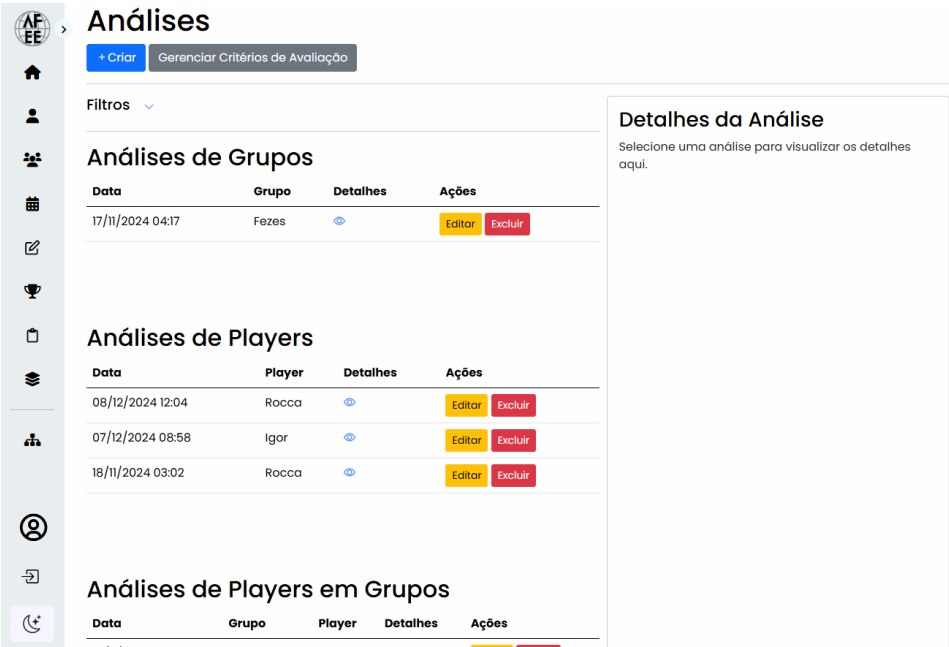 AF
EE
Análises
+ Criar
Gerenciar Critérios de Avaliação
Filtros
Análises de Grupos
Data Grupo Detalhes Ações
17/11/2024 04:17 Fezes Editar Excluir
Análises de Players
Data Player Detalhes Ações
08/12/2024 12:04 Rocca Editar Excluir
07/12/2024 08:58 Igor Editar Excluir
18/11/2024 03:02 Rocca Editar Excluir
Análises de Players em Grupos
Data Grupo Player Detalhes Ações
Detalhes da Análise
Selecione uma análise para visualizar os detalhes
aqui.